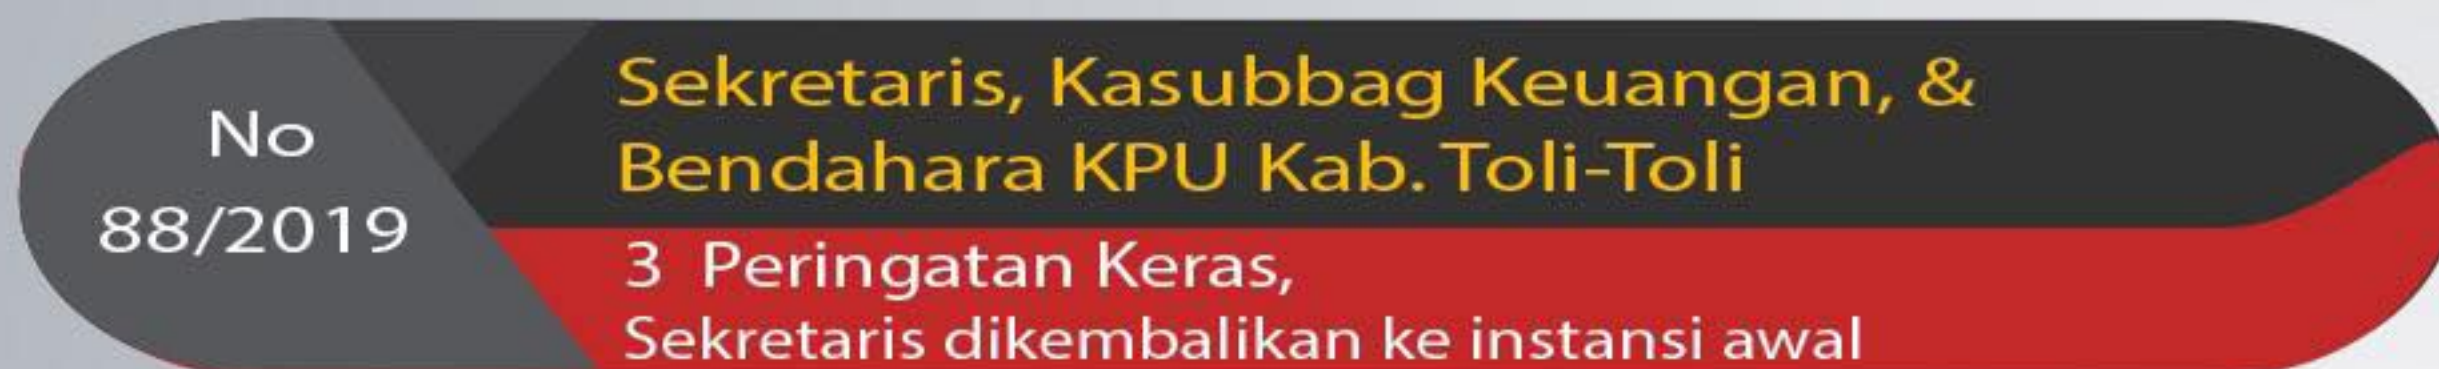 No
88/2019
Sekretaris, Kasubbag Keuangan, &
Bendahara KPU Kab. Toli-Toli
3 Peringatan Keras,
Sekretaris dikembalikan ke instansi awal